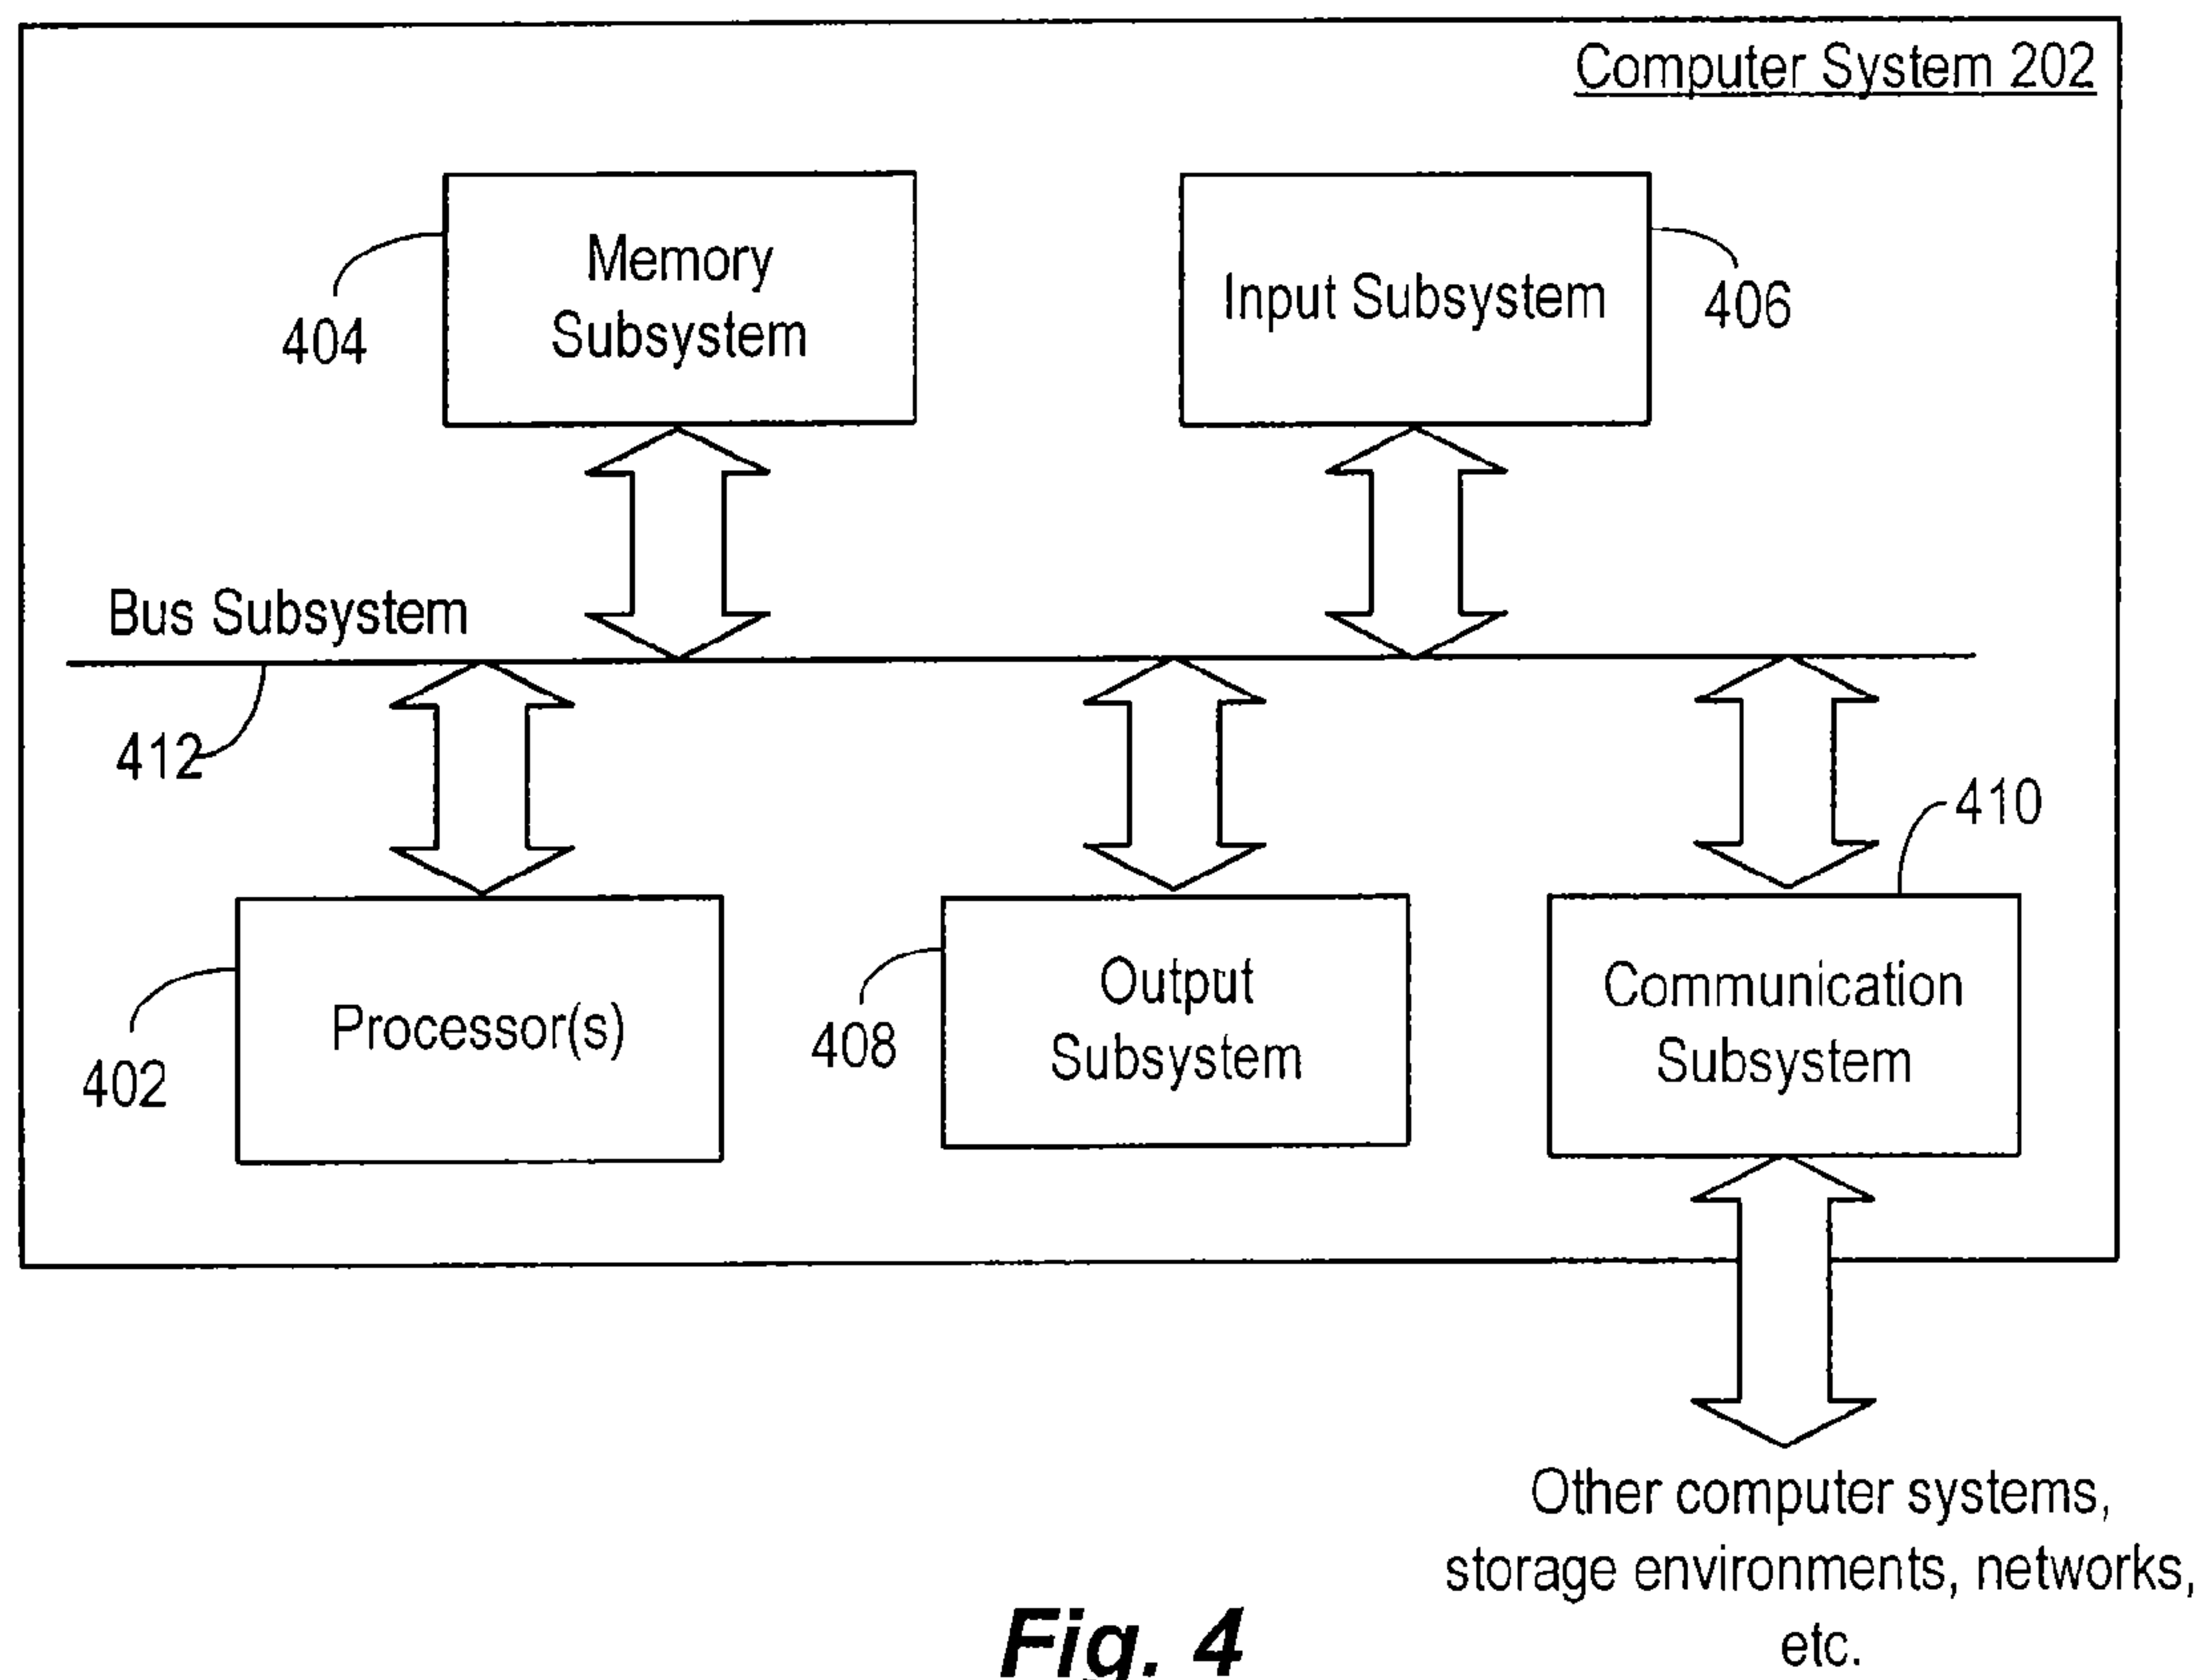 Computer System 202
Memory
Subsystem
404
Input Subsystem
406
Bus Subsystem
412
410
Processor(s)
402
Output
Subsystem
408
Communication
Subsystem
Other computer systems,
storage environments, networks,
etc.
Fig. 4